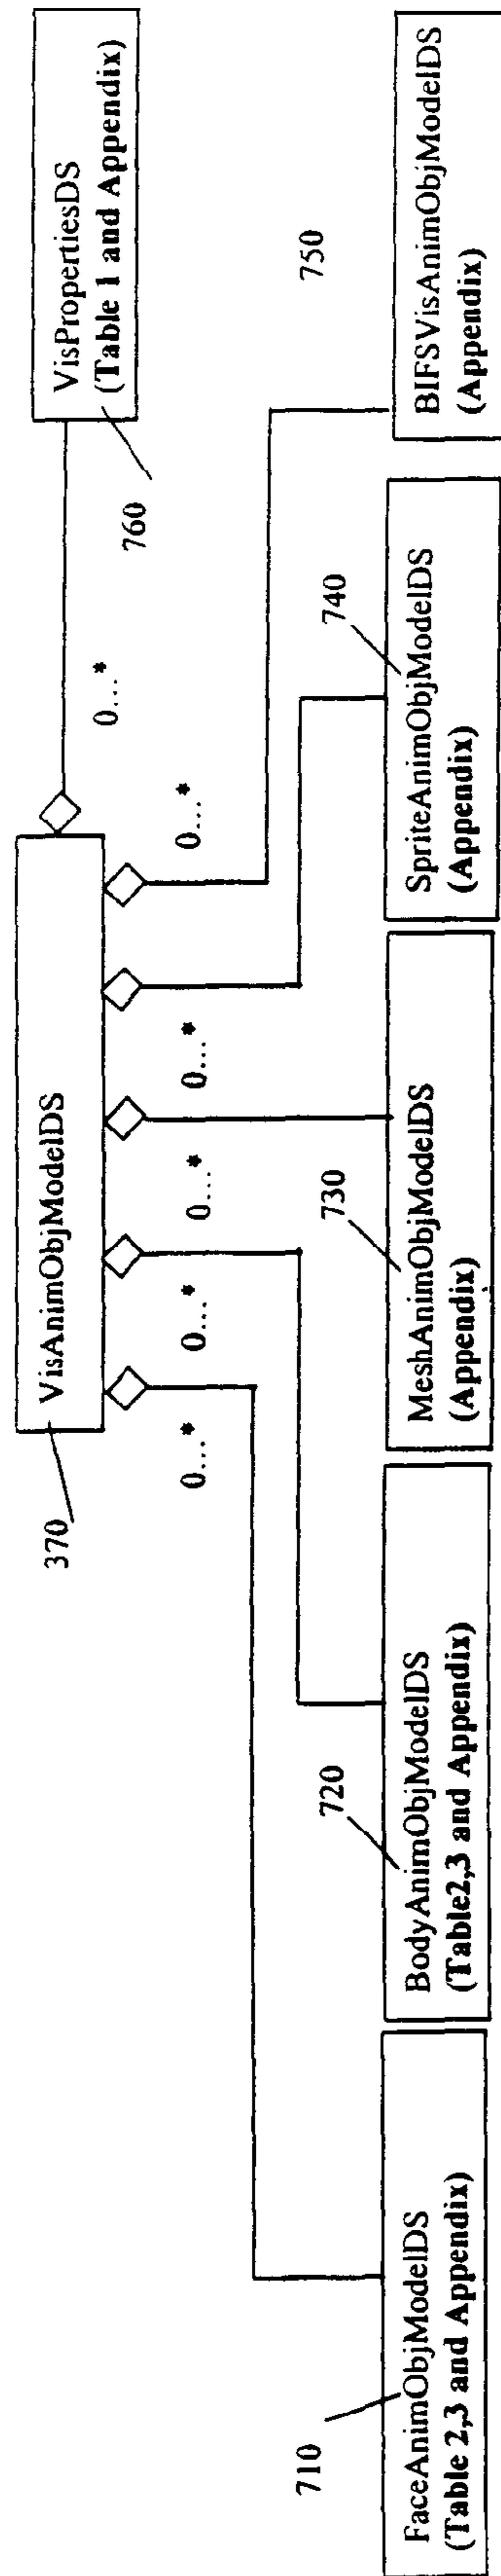 VisPropertiesDS
(Table 1 and Appendix)
760
VisAnimObjModelDS
370
0...*
0...*
0...*
0...*
0...*
0...*
750
BIFSVisAnimObjModelDS
(Appendix)
740
SpriteAnimObjModelDS
(Appendix)
730
MeshAnimObjModelDS
(Appendix)
720
BodyAnimObjModelDS
(Table2,3 and Appendix)
710
FaceAnimObjModelDS
(Table 2,3 and Appendix)